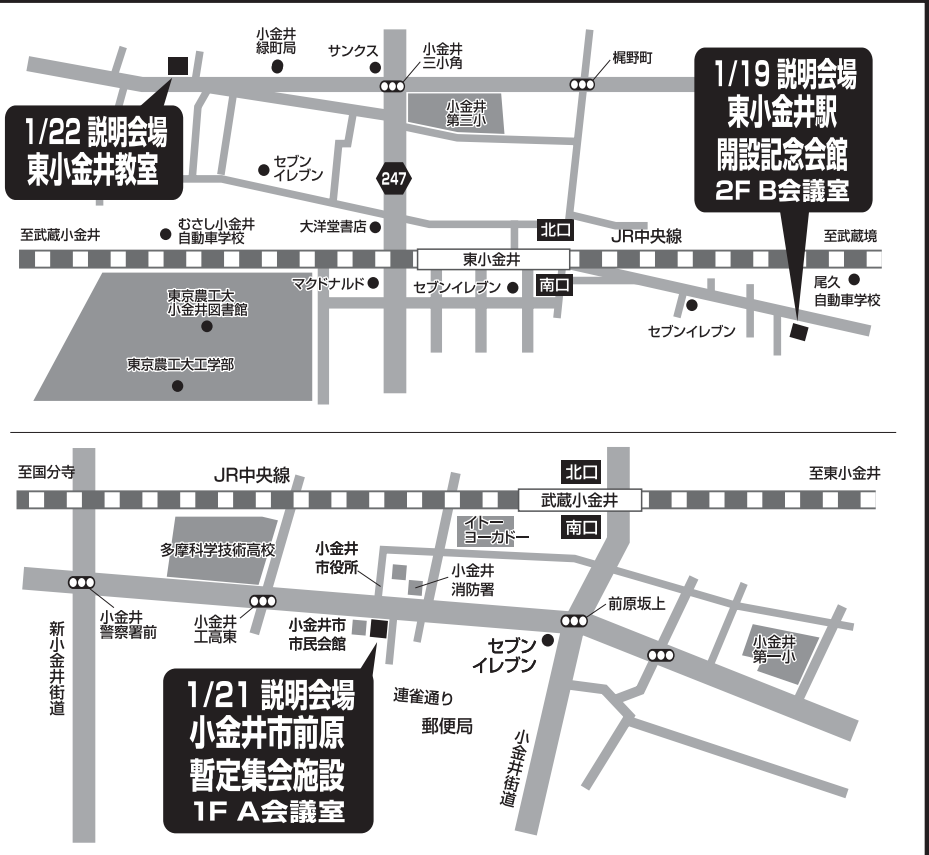 小金井
緑町局
サンクス
小金井
三小角
梶野町
1/19 説明会場
東小金井駅
開設記念会館
2F B会議室
小金井
第三小
1/22 説明会場
東小金井教室
セブン
イレブン
247
むさし小金井
自動車学校
大洋堂書店
北口
JR中央線
至武蔵小金井
至武蔵境
東小金井
マクドナルド
セブンイレブン
南口
尾久
自動車学校
東京農工大
小金井図書館
セブンイレブン
東京農工大工学部
至国分寺
JR中央線
北口
至東小金井
武蔵小金井
南口
イトー
ヨーカドー
多摩科学技術高校
小金井
市役所
小金井
消防署
小金井
警察署前
小金井
工高東
小金井市
市民会館
前原坂上
セブン
イレブン
小金井
第一小
新小金井街道
1/21 説明会場
小金井市前原
暫定集会施設
1F A会議室
連雀通り
郵便局
小金井街道